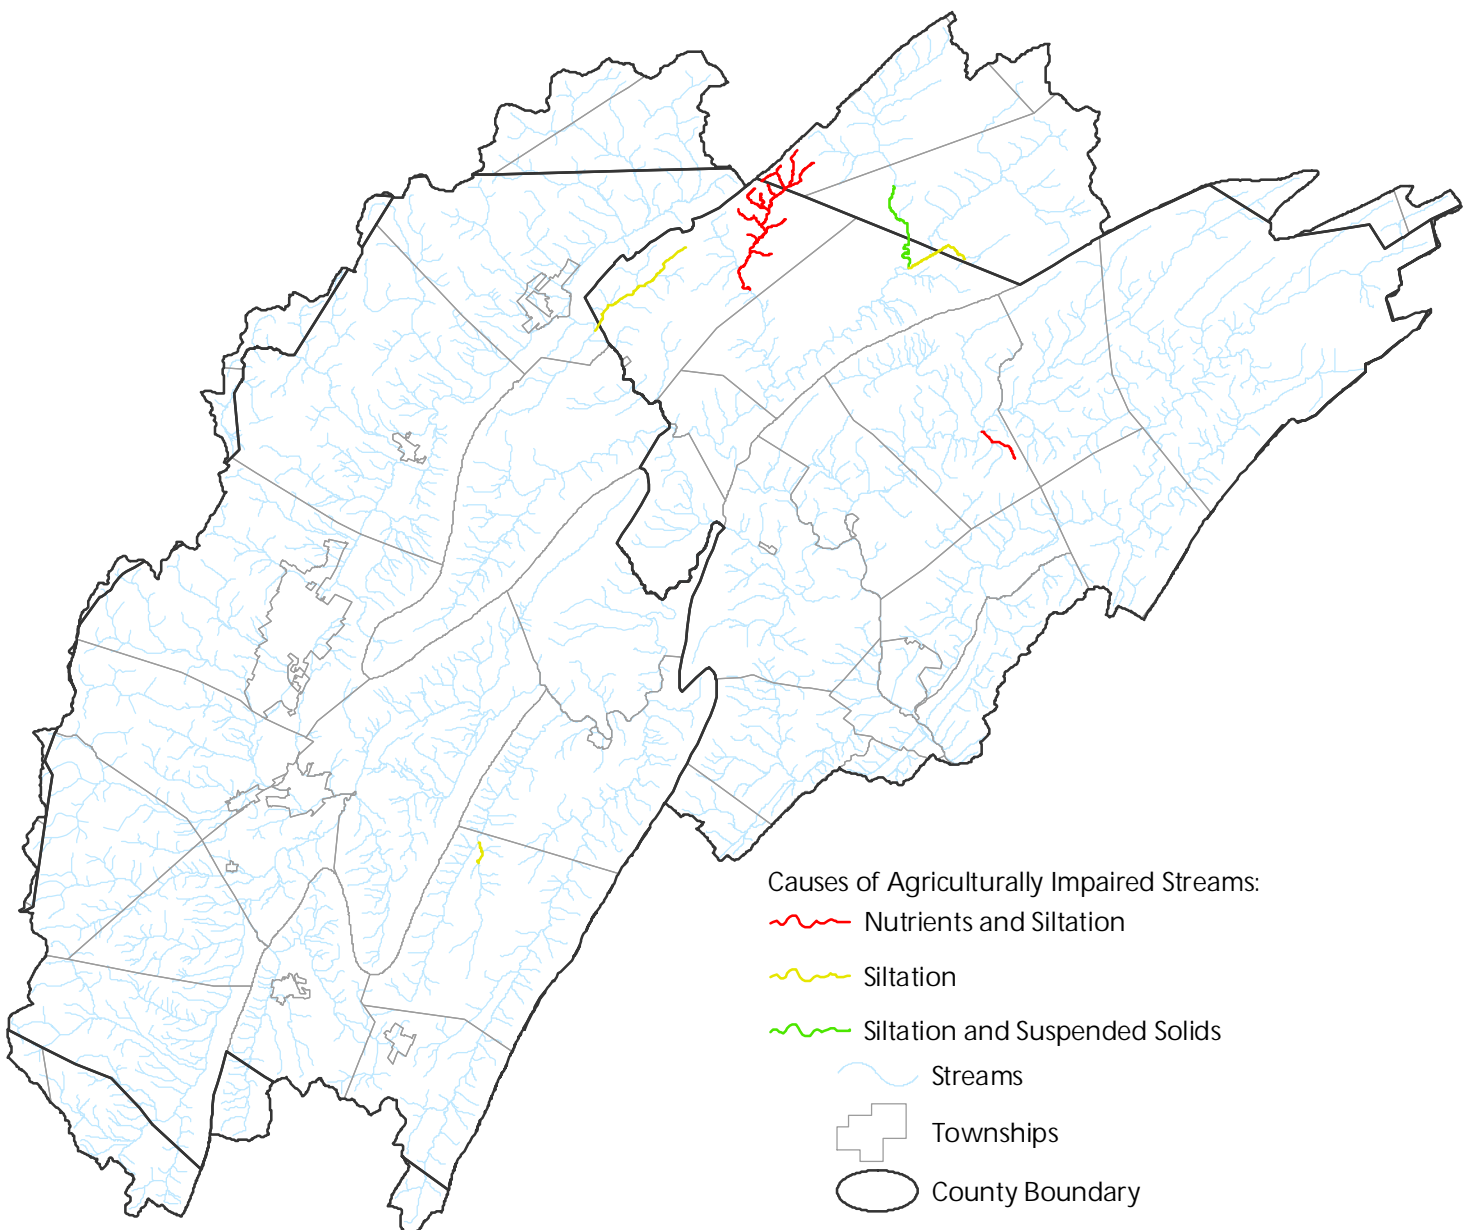 Causes of Agriculturally Impaired Streams:
Nutrients and Siltation
Siltation
Siltation and Suspended Solids
Streams
Townships
County Boundary